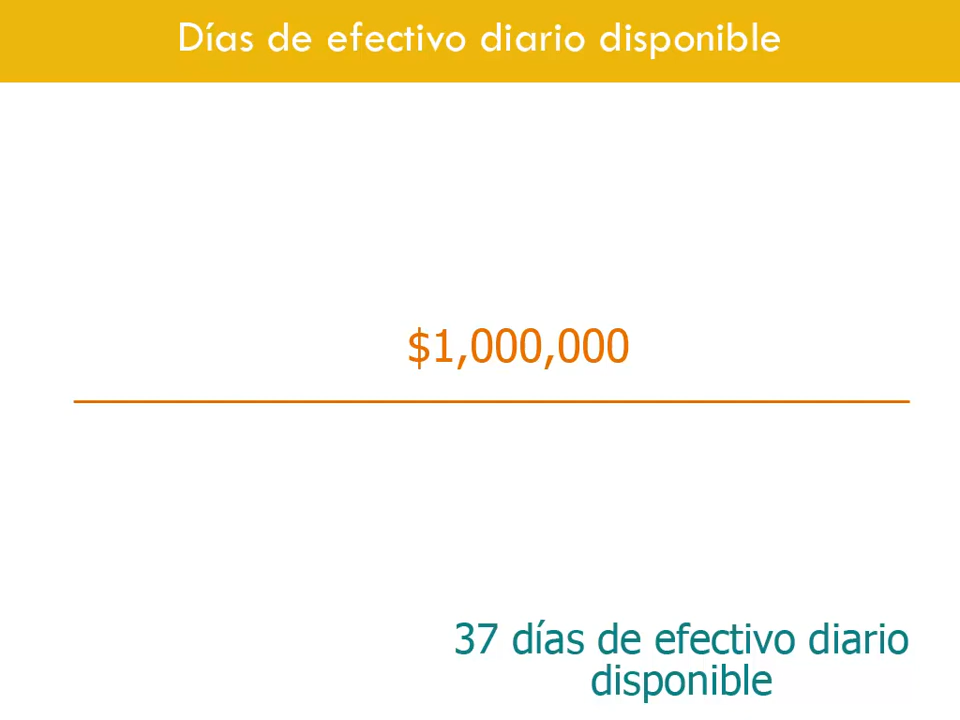 Días de efectivo diario disponible
$1,000,000
37 días de efectivo diario
disponible